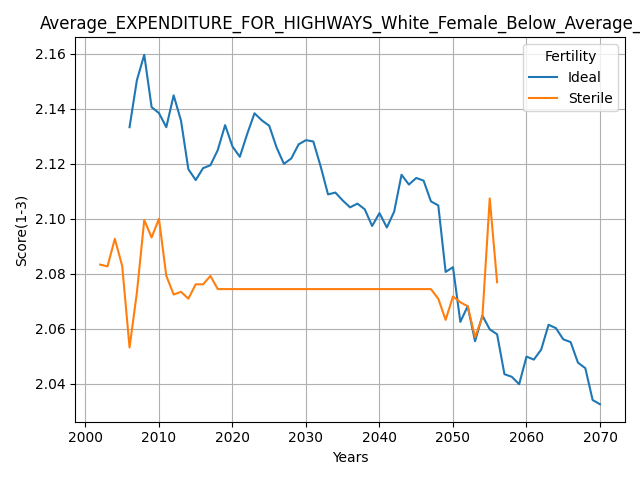 Average_EXPENDITURE_FOR_HIGHWAYS_White_Female_Below_Average_
Fertility
Ideal
Sterile
Score(1-3)
2.16
2.14
2.12
2.10
2.08
2.06
2.04
2000 2010 2020 2030 2040 2050 2060 2070
Years